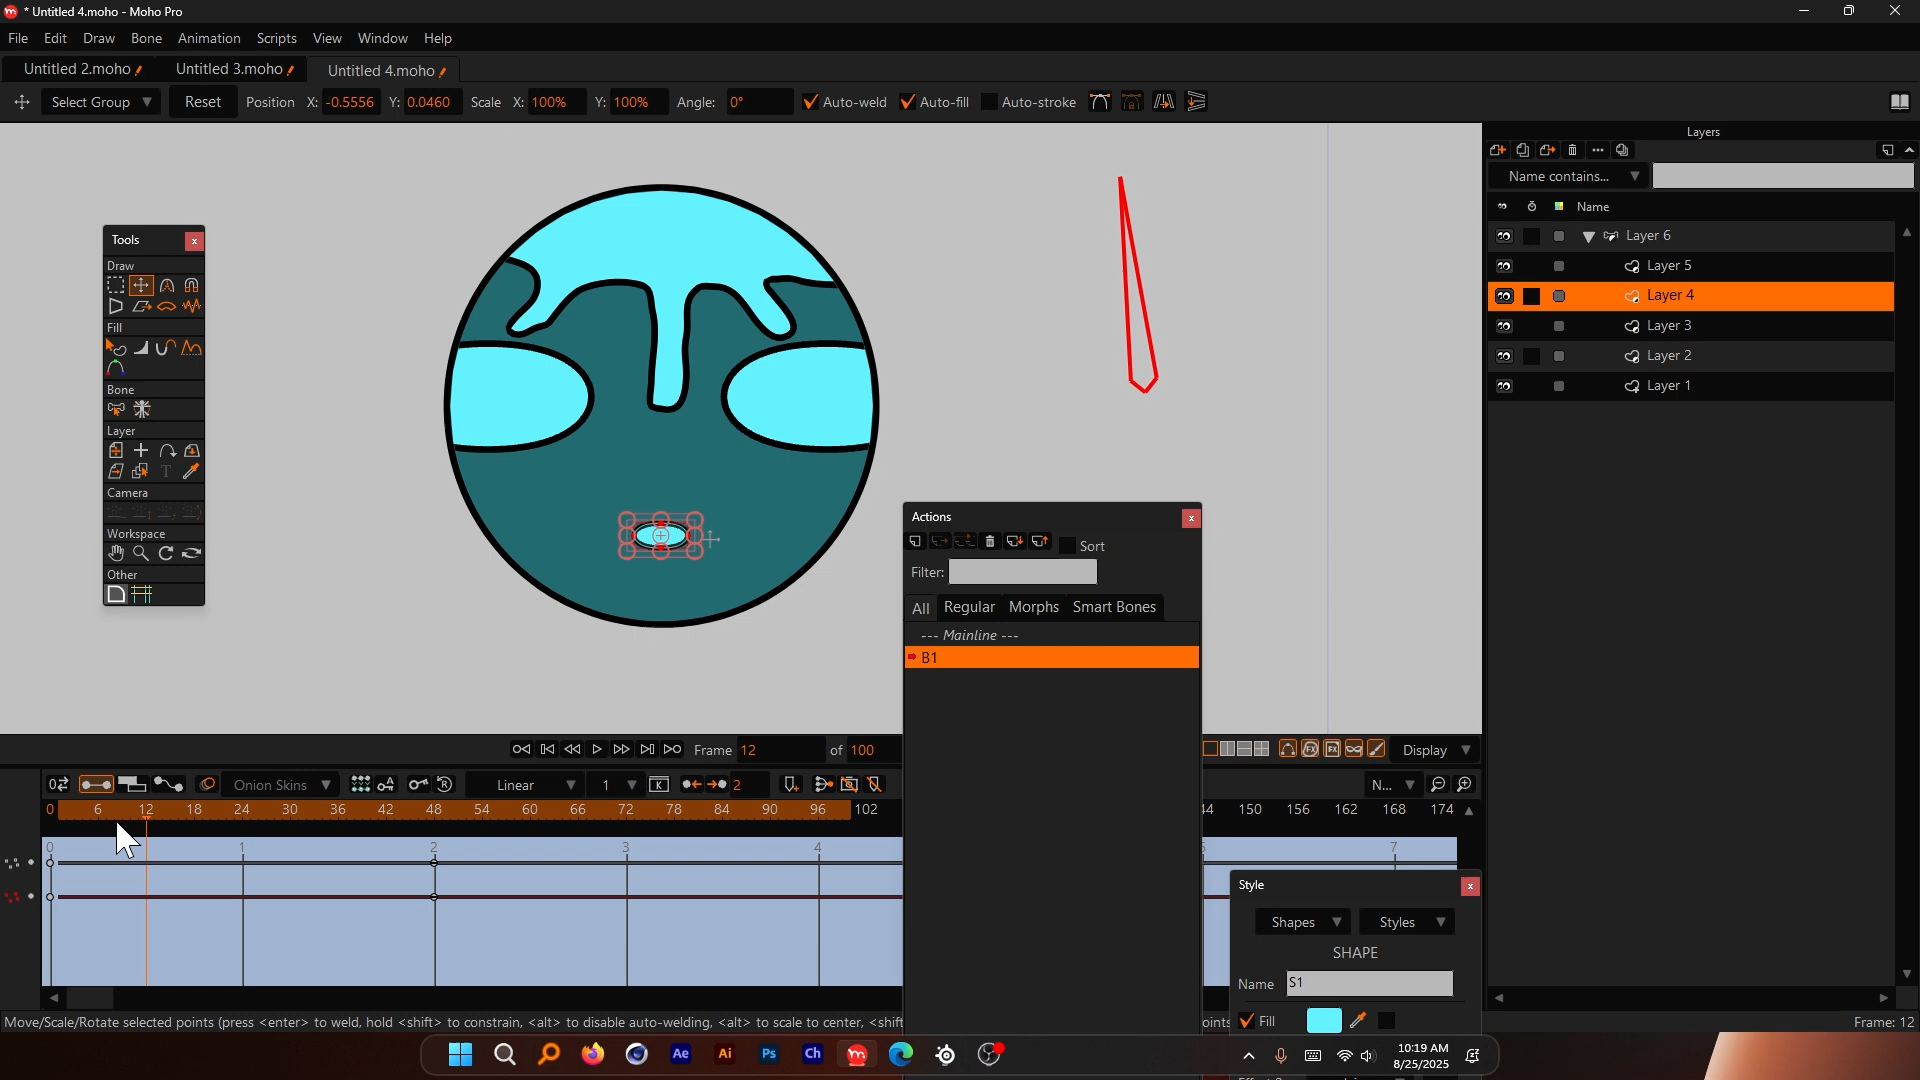 * Untitled 4.moho - Moho Pro
File Edit Draw Bone Animation Scripts View Window Help
Untitled 2.moho Untitled 3.moho Untitled 4.moho
Select Group Reset Position X: -0.5556 Y: 0.0460 Scale X: 100% Y: 100% Angle: 0° Auto-weld Auto-fill Auto-stroke
Layers
Name contains...
Name
Layer 6
Layer 5
Layer 4
Layer 3
Layer 2
Layer 1
Tools
Draw
Fill
Bone
Layer
T
Camera
Workspace
Other
Actions
Sort
Filter:
All Regular Morphs Smart Bones
--- Mainline ---
B1
Frame 12 of 100
Display
Onion Skins Linear 1 2 N...
0 6 12 18 24 30 36 42 48 54 60 66 72 78 84 90 96 102 44 150 156 162 168 174
0 1 2 3 4 7
Style
Shapes Styles
SHAPE
Name S1
Fill
Move/Scale/Rotate selected points (press <enter> to weld, hold <shift> to constrain, <alt> to disable auto-welding, <alt> to scale to center, <shift
oints
Frame: 12
Ae Ai Ps Ch
10:19 AM
8/25/2025